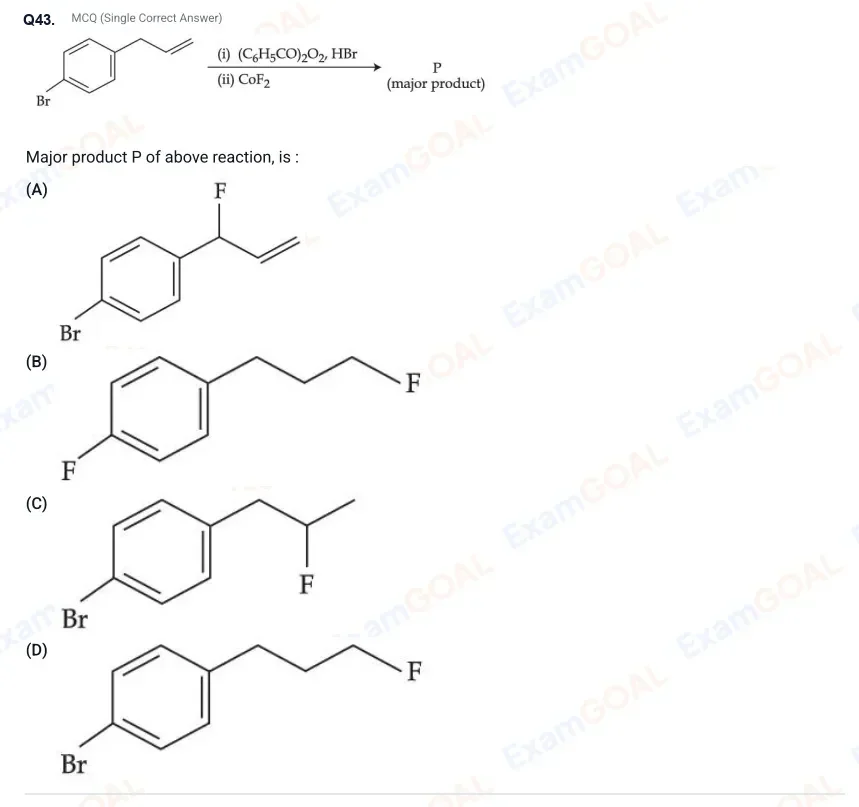 Q43. MCQ (Single Correct Answer)
(i) (C₆H₅CO)₂O₂, HBr
(ii) CoF₂
P
(major product)
Br
Major product P of above reaction, is :
(A)
F
Br
(B)
F
F
(C)
F
Br
(D)
F
Br
ExamGOAL